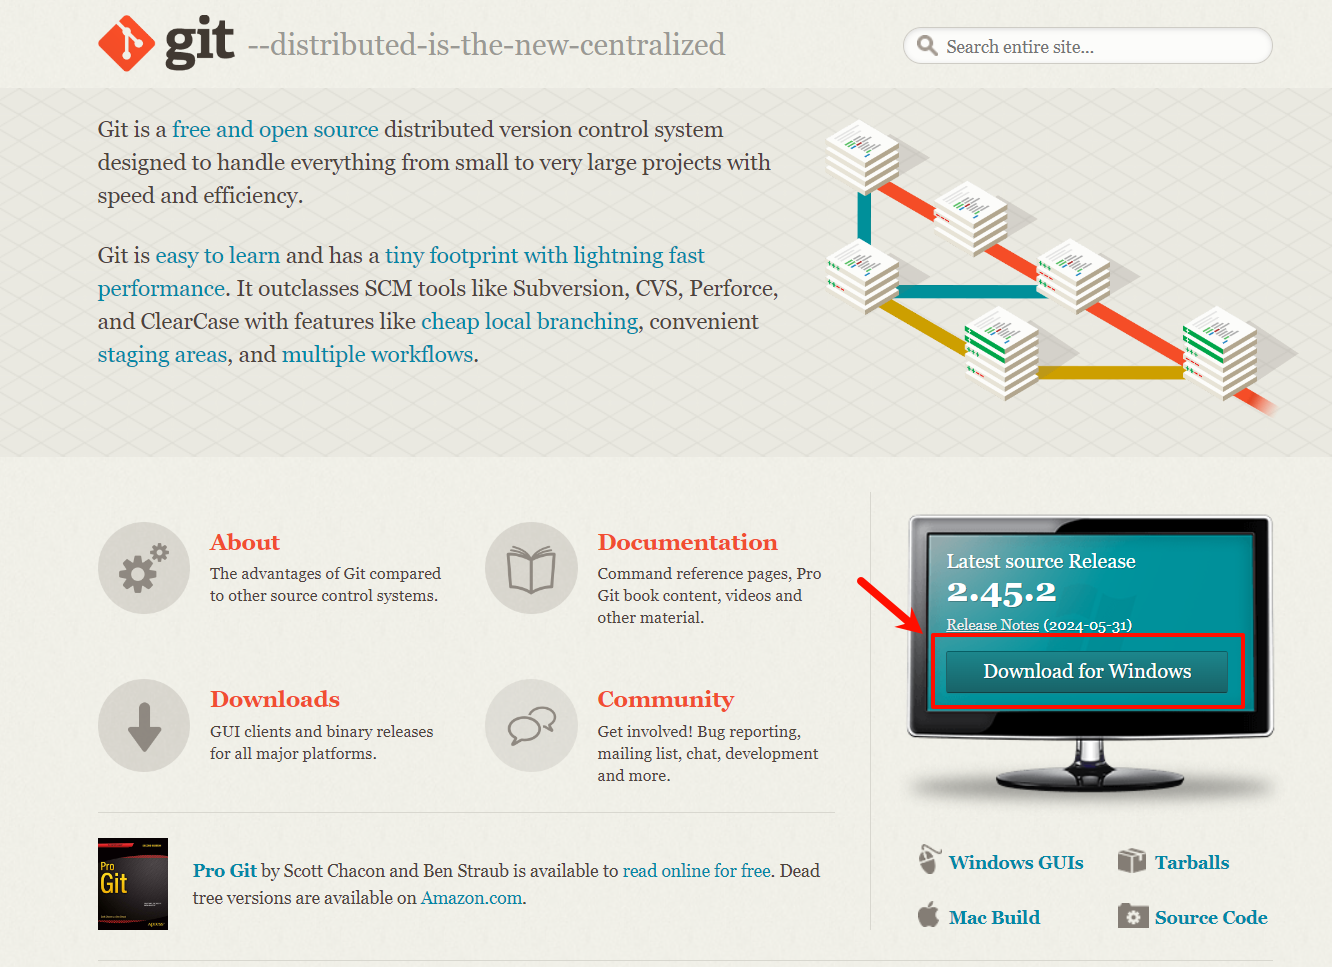 git --distributed-is-the-new-centralized
Search entire site...
Git is a free and open source distributed version control system
designed to handle everything from small to very large projects with
speed and efficiency.
Git is easy to learn and has a tiny footprint with lightning fast
performance. It outclasses SCM tools like Subversion, CVS, Perforce,
and ClearCase with features like cheap local branching, convenient
staging areas, and multiple workflows.
About
The advantages of Git compared
to other source control systems.
Documentation
Command reference pages, Pro
Git book content, videos and
other material.
Downloads
GUI clients and binary releases
for all major platforms.
Community
Get involved! Bug reporting,
mailing list, chat, development
and more.
Pro
Git
Pro Git by Scott Chacon and Ben Straub is available to read online for free. Dead
tree versions are available on Amazon.com.
Latest source Release
2.45.2
Release Notes (2024-05-31)
Download for Windows
Windows GUIs
Tarballs
Mac Build
Source Code